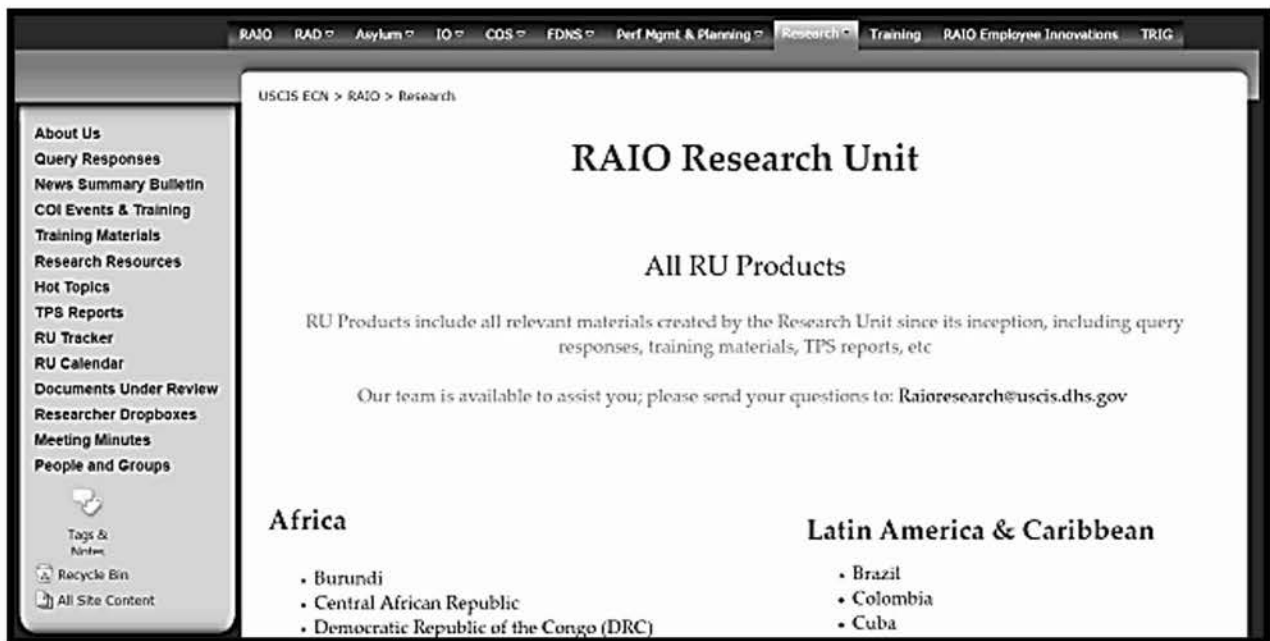 RAIO RAD Asylum IO COS FDNS Perf Mgmt & Planning Research Training RAIO Employee Innovations TRIG
USCIS ECN > RAIO > Research
About Us
Query Responses
News Summary Bulletin
COI Events & Training
Training Materials
Research Resources
Hot Topics
TPS Reports
RU Tracker
RU Calendar
Documents Under Review
Researcher Dropboxes
Meeting Minutes
People and Groups
Tags &
Notes
Recycle Bin
All Site Content
RAIO Research Unit
All RU Products
RU Products include all relevant materials created by the Research Unit since its inception, including query
responses, training materials, TPS reports, etc
Our team is available to assist you; please send your questions to: Raioresearch@uscis.dhs.gov
Africa
• Burundi
• Central African Republic
• Democratic Republic of the Congo (DRC)
Latin America & Caribbean
• Brazil
• Colombia
• Cuba